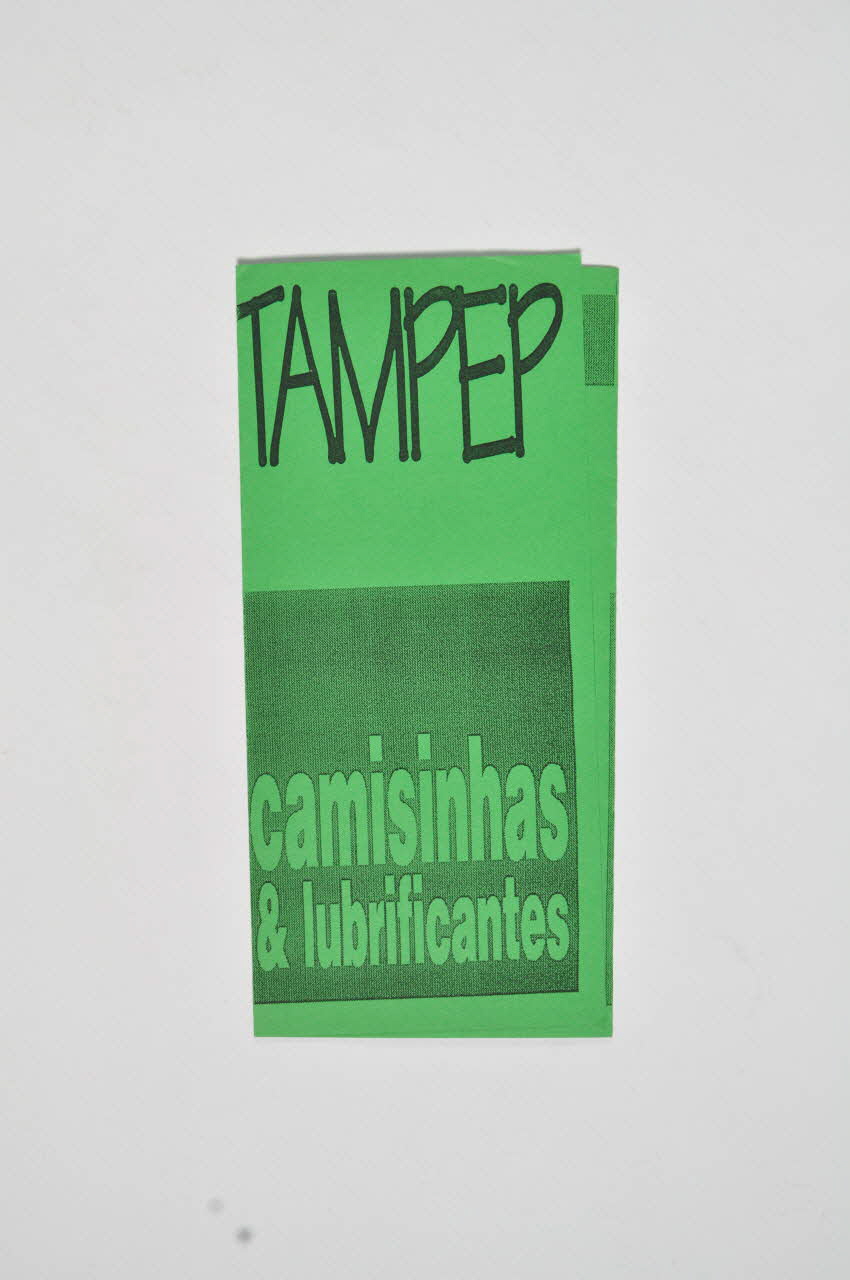 TAMPEP
camisinhas
& lubrificantes